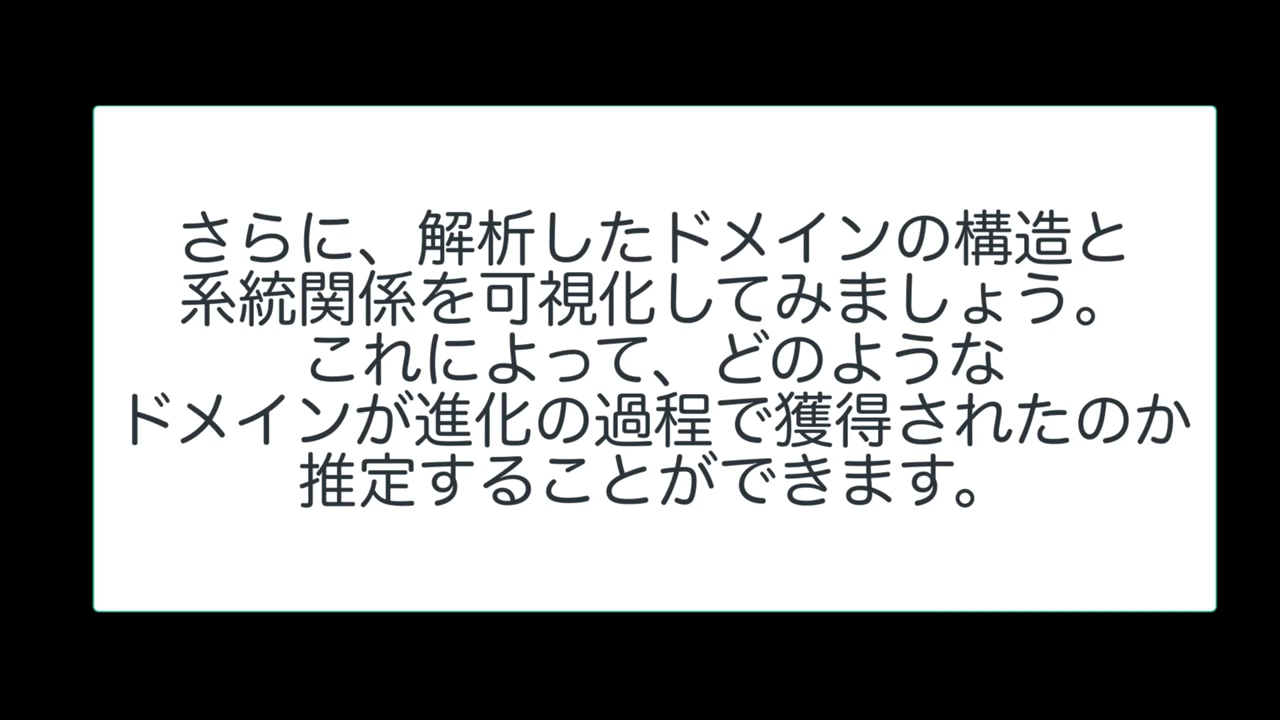 さらに、解析したドメインの構造と
系統関係を可視化してみましょう。
これによって、どのような
ドメインが進化の過程で獲得されたのか
推定することができます。